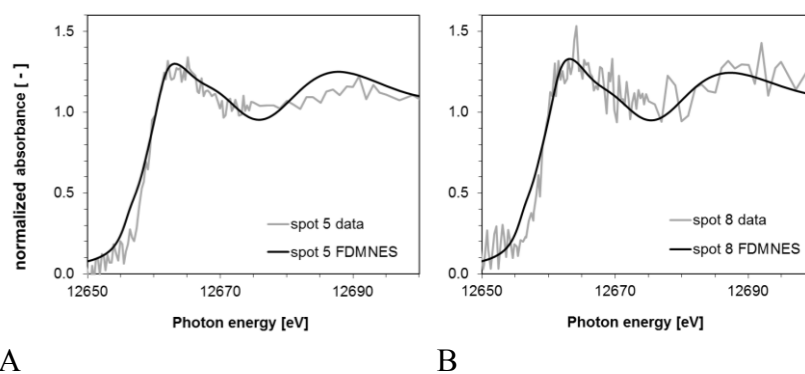 1.5
1.0
0.5
0.0
normalized absorbance [ - ]
spot 5 data
spot 5 FDMNES
12650 12670 12690
Photon energy [eV]
A
1.5
1.0
0.5
0.0
spot 8 data
spot 8 FDMNES
12650 12670 12690
Photon energy [eV]
B